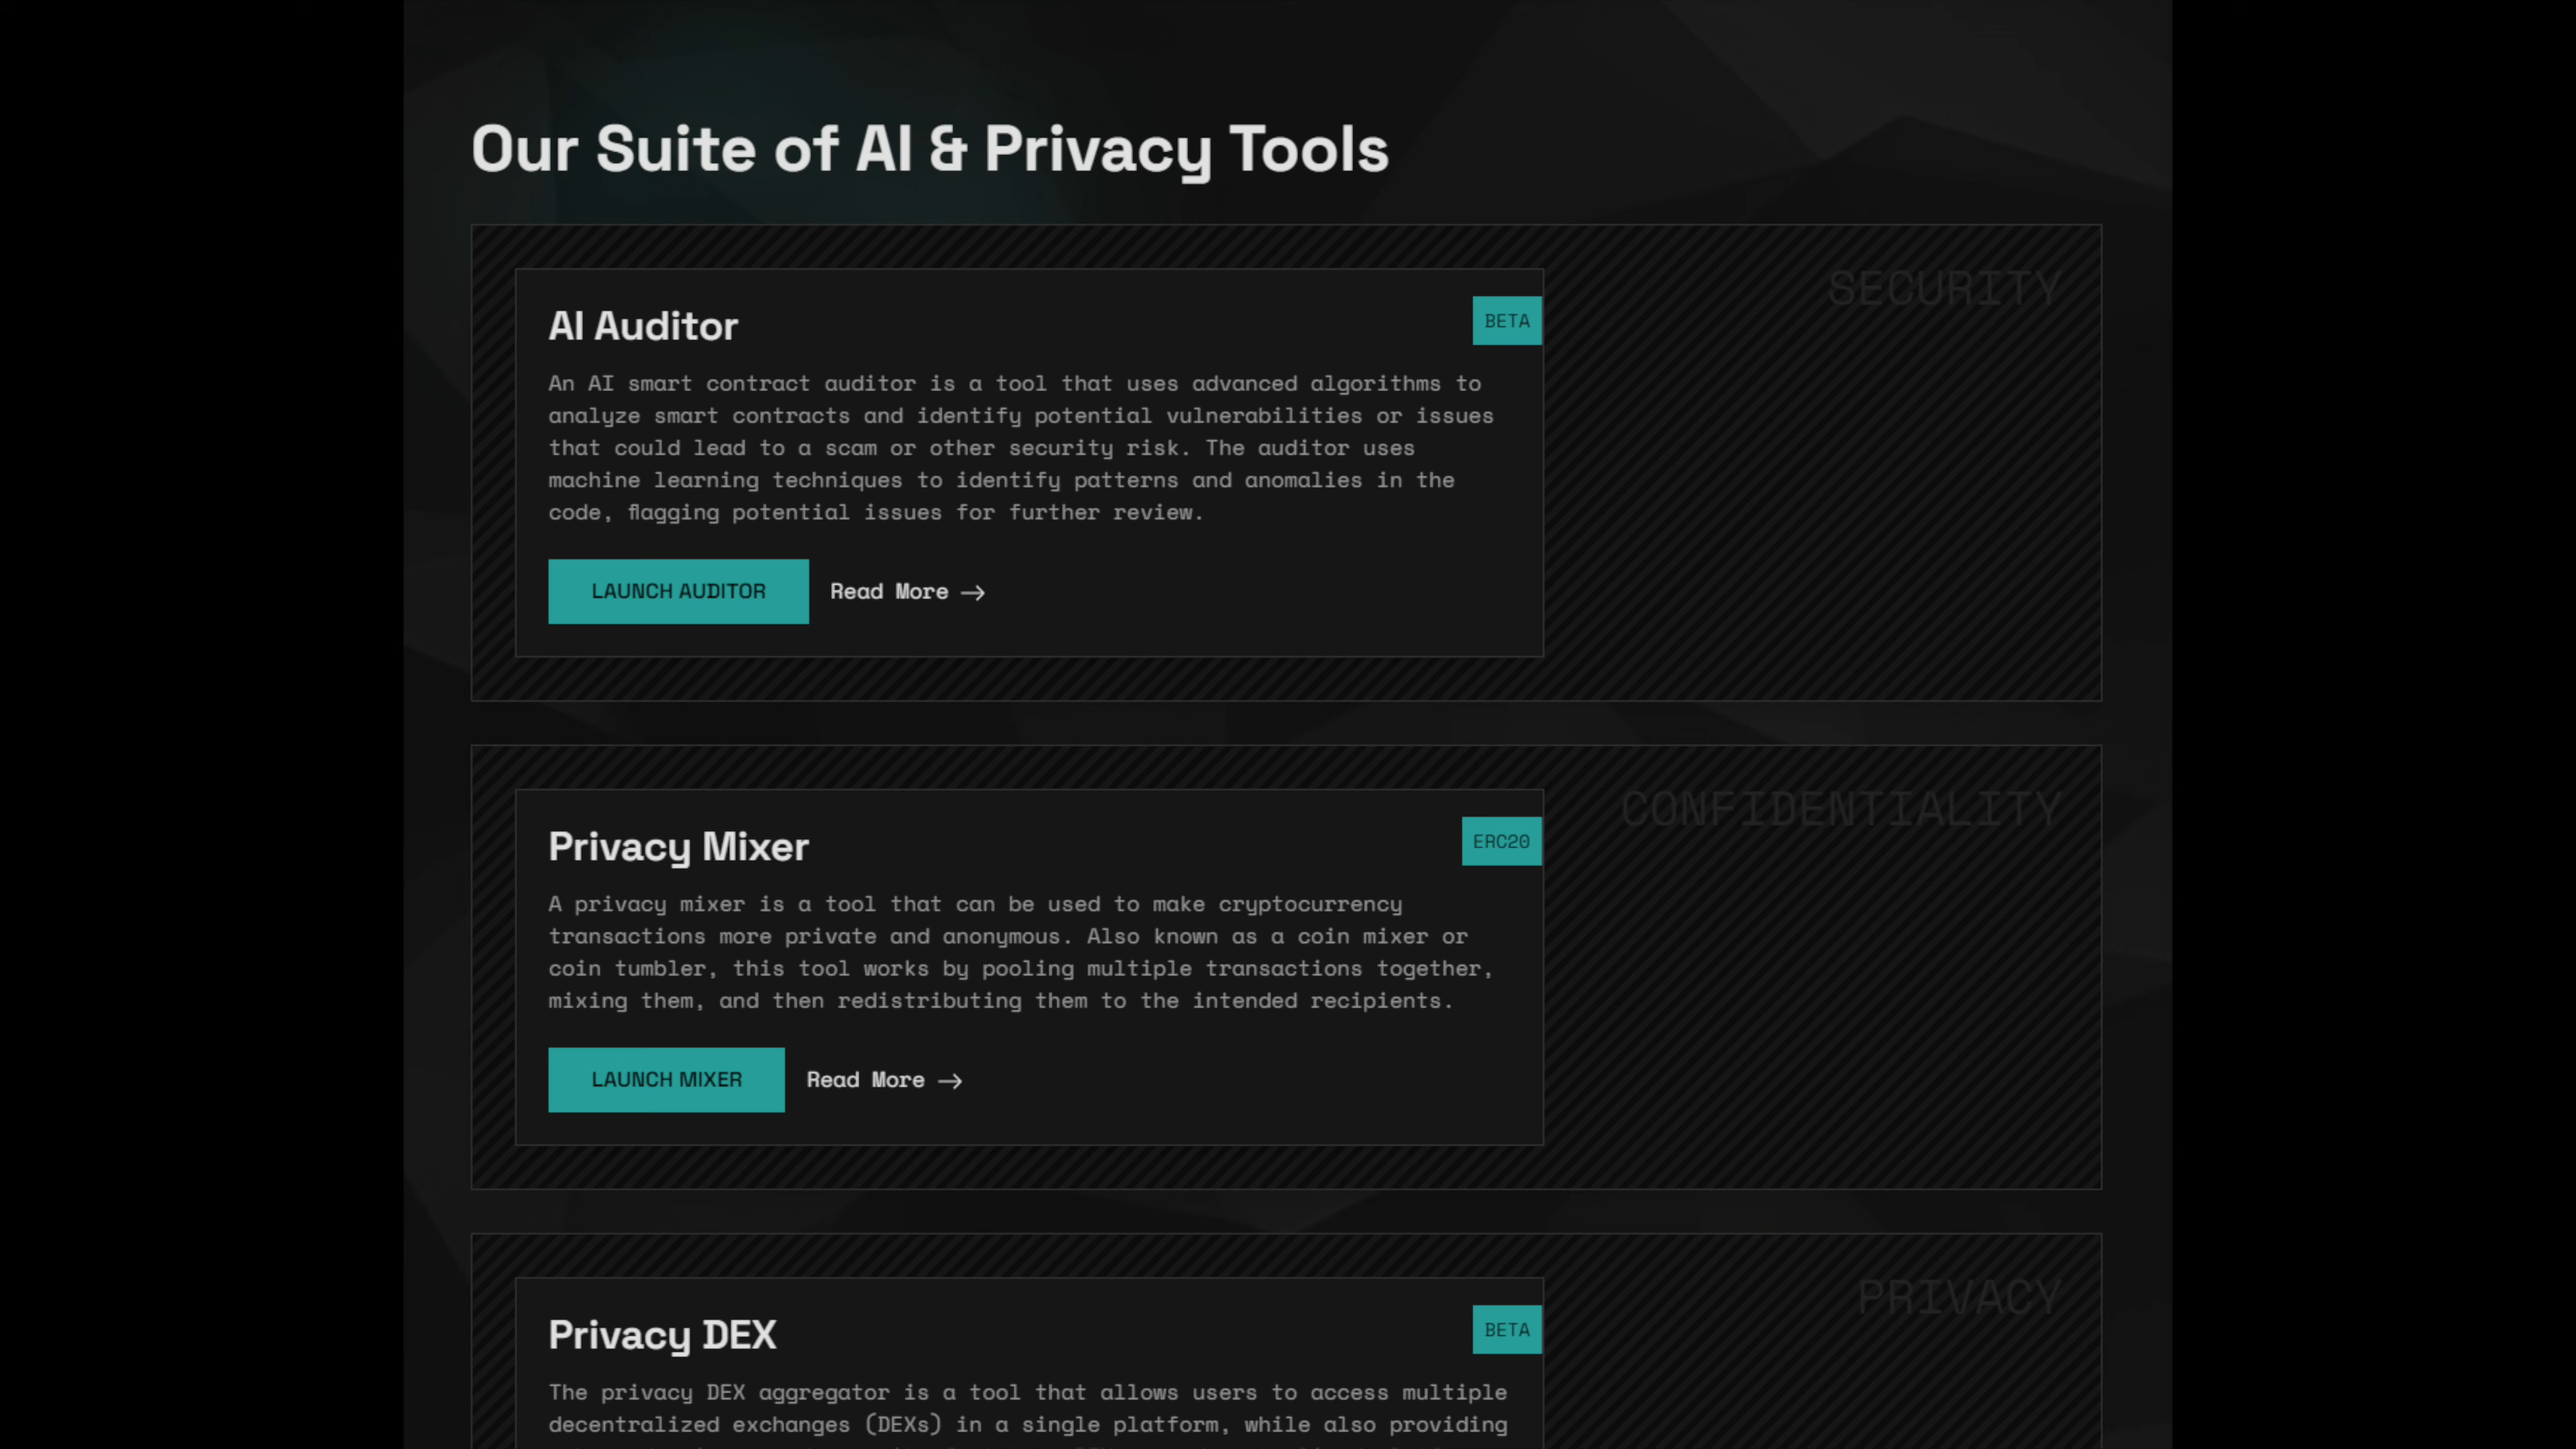 Our Suite of AI & Privacy Tools
SECURITY
AI Auditor
BETA
An AI smart contract auditor is a tool that uses advanced algorithms to
analyze smart contracts and identify potential vulnerabilities or issues
that could lead to a scam or other security risk. The auditor uses
machine learning techniques to identify patterns and anomalies in the
code, flagging potential issues for further review.
LAUNCH AUDITOR
Read More →
CONFIDENTIALITY
Privacy Mixer
ERC20
A privacy mixer is a tool that can be used to make cryptocurrency
transactions more private and anonymous. Also known as a coin mixer or
coin tumbler, this tool works by pooling multiple transactions together,
mixing them, and then redistributing them to the intended recipients.
LAUNCH MIXER
Read More →
PRIVACY
Privacy DEX
BETA
The privacy DEX aggregator is a tool that allows users to access multiple
decentralized exchanges (DEXs) in a single platform, while also providing